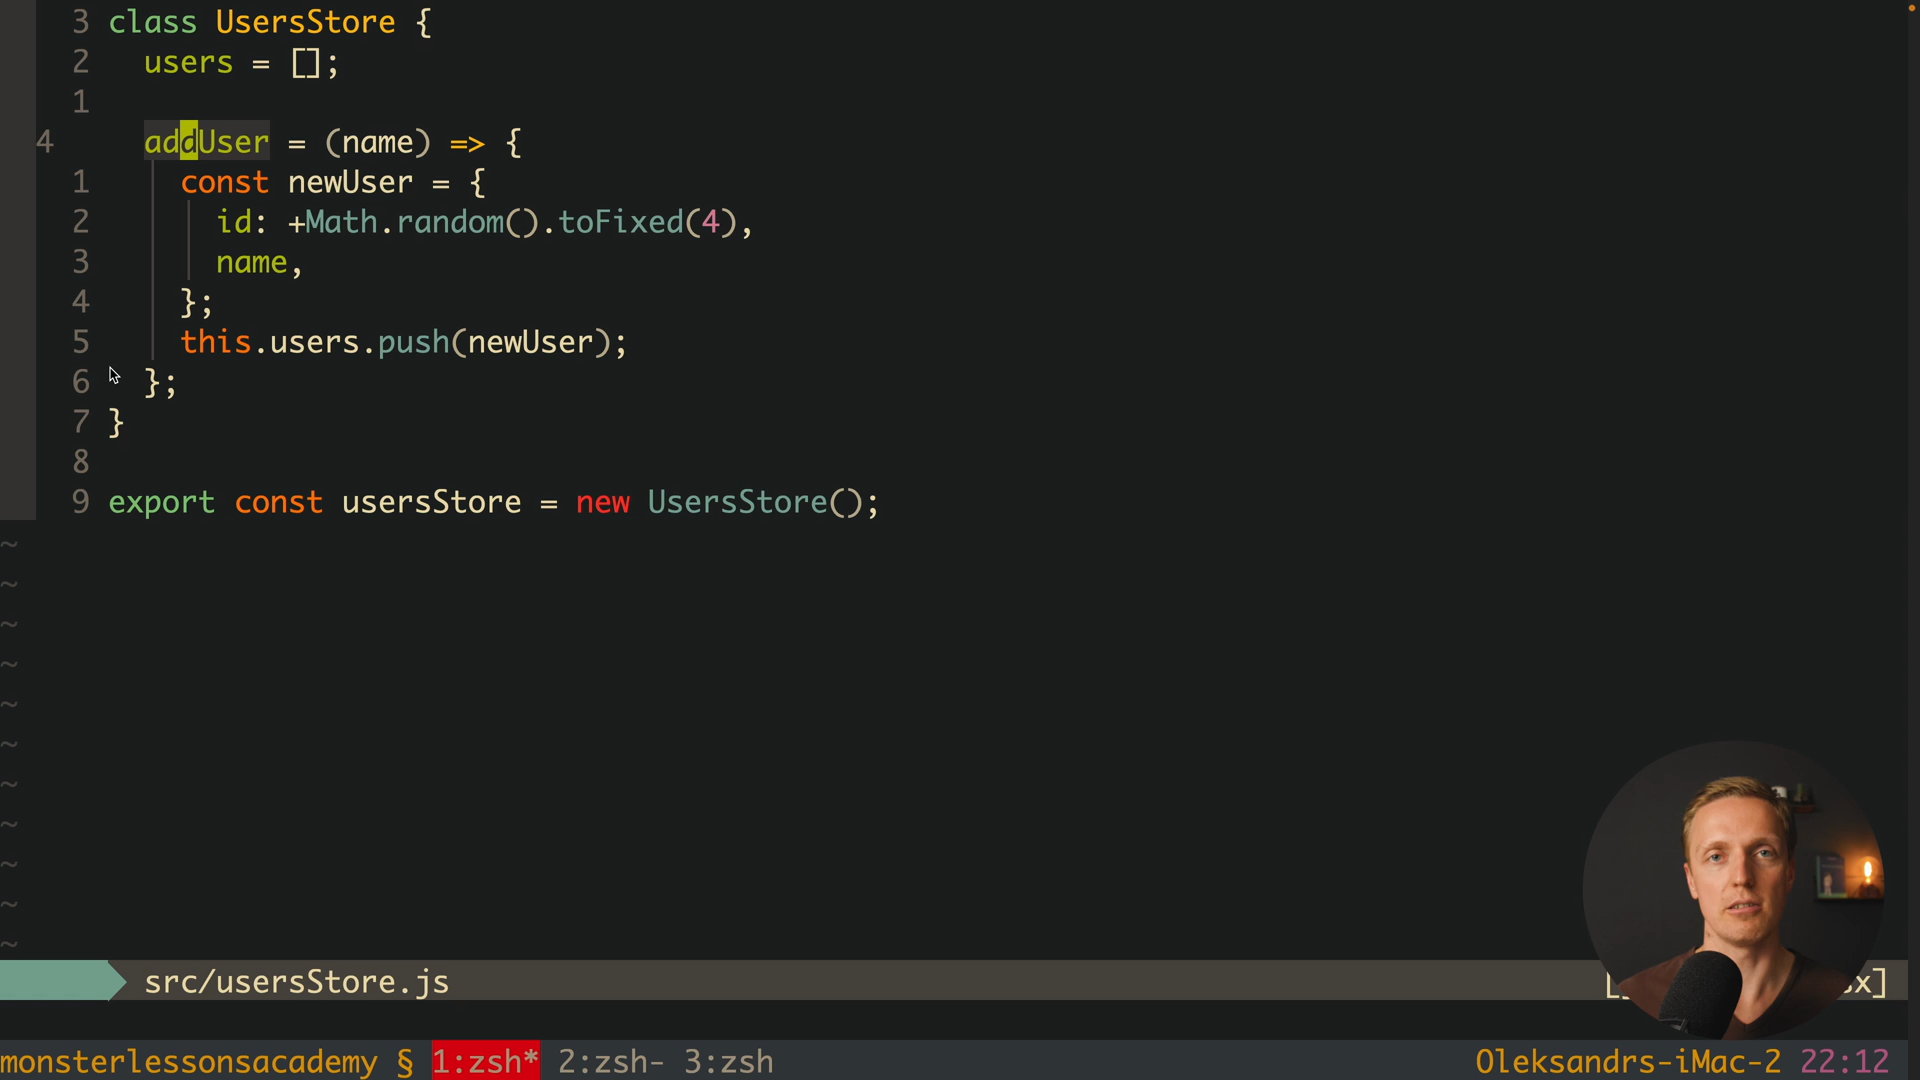 3 class UsersStore {
2 users = [];
1
4 addUser = (name) => {
1 const newUser = {
2 id: +Math.random().toFixed(4),
3 name,
4 };
5 this.users.push(newUser);
6 };
7 }
8
9 export const usersStore = new UsersStore();
~
~
~
~
~
~
~
~
~
~
~
src/usersStore.js x]
monsterlessonsacademy § 1:zsh* 2:zsh- 3:zsh Oleksandrs-iMac-2 22:12